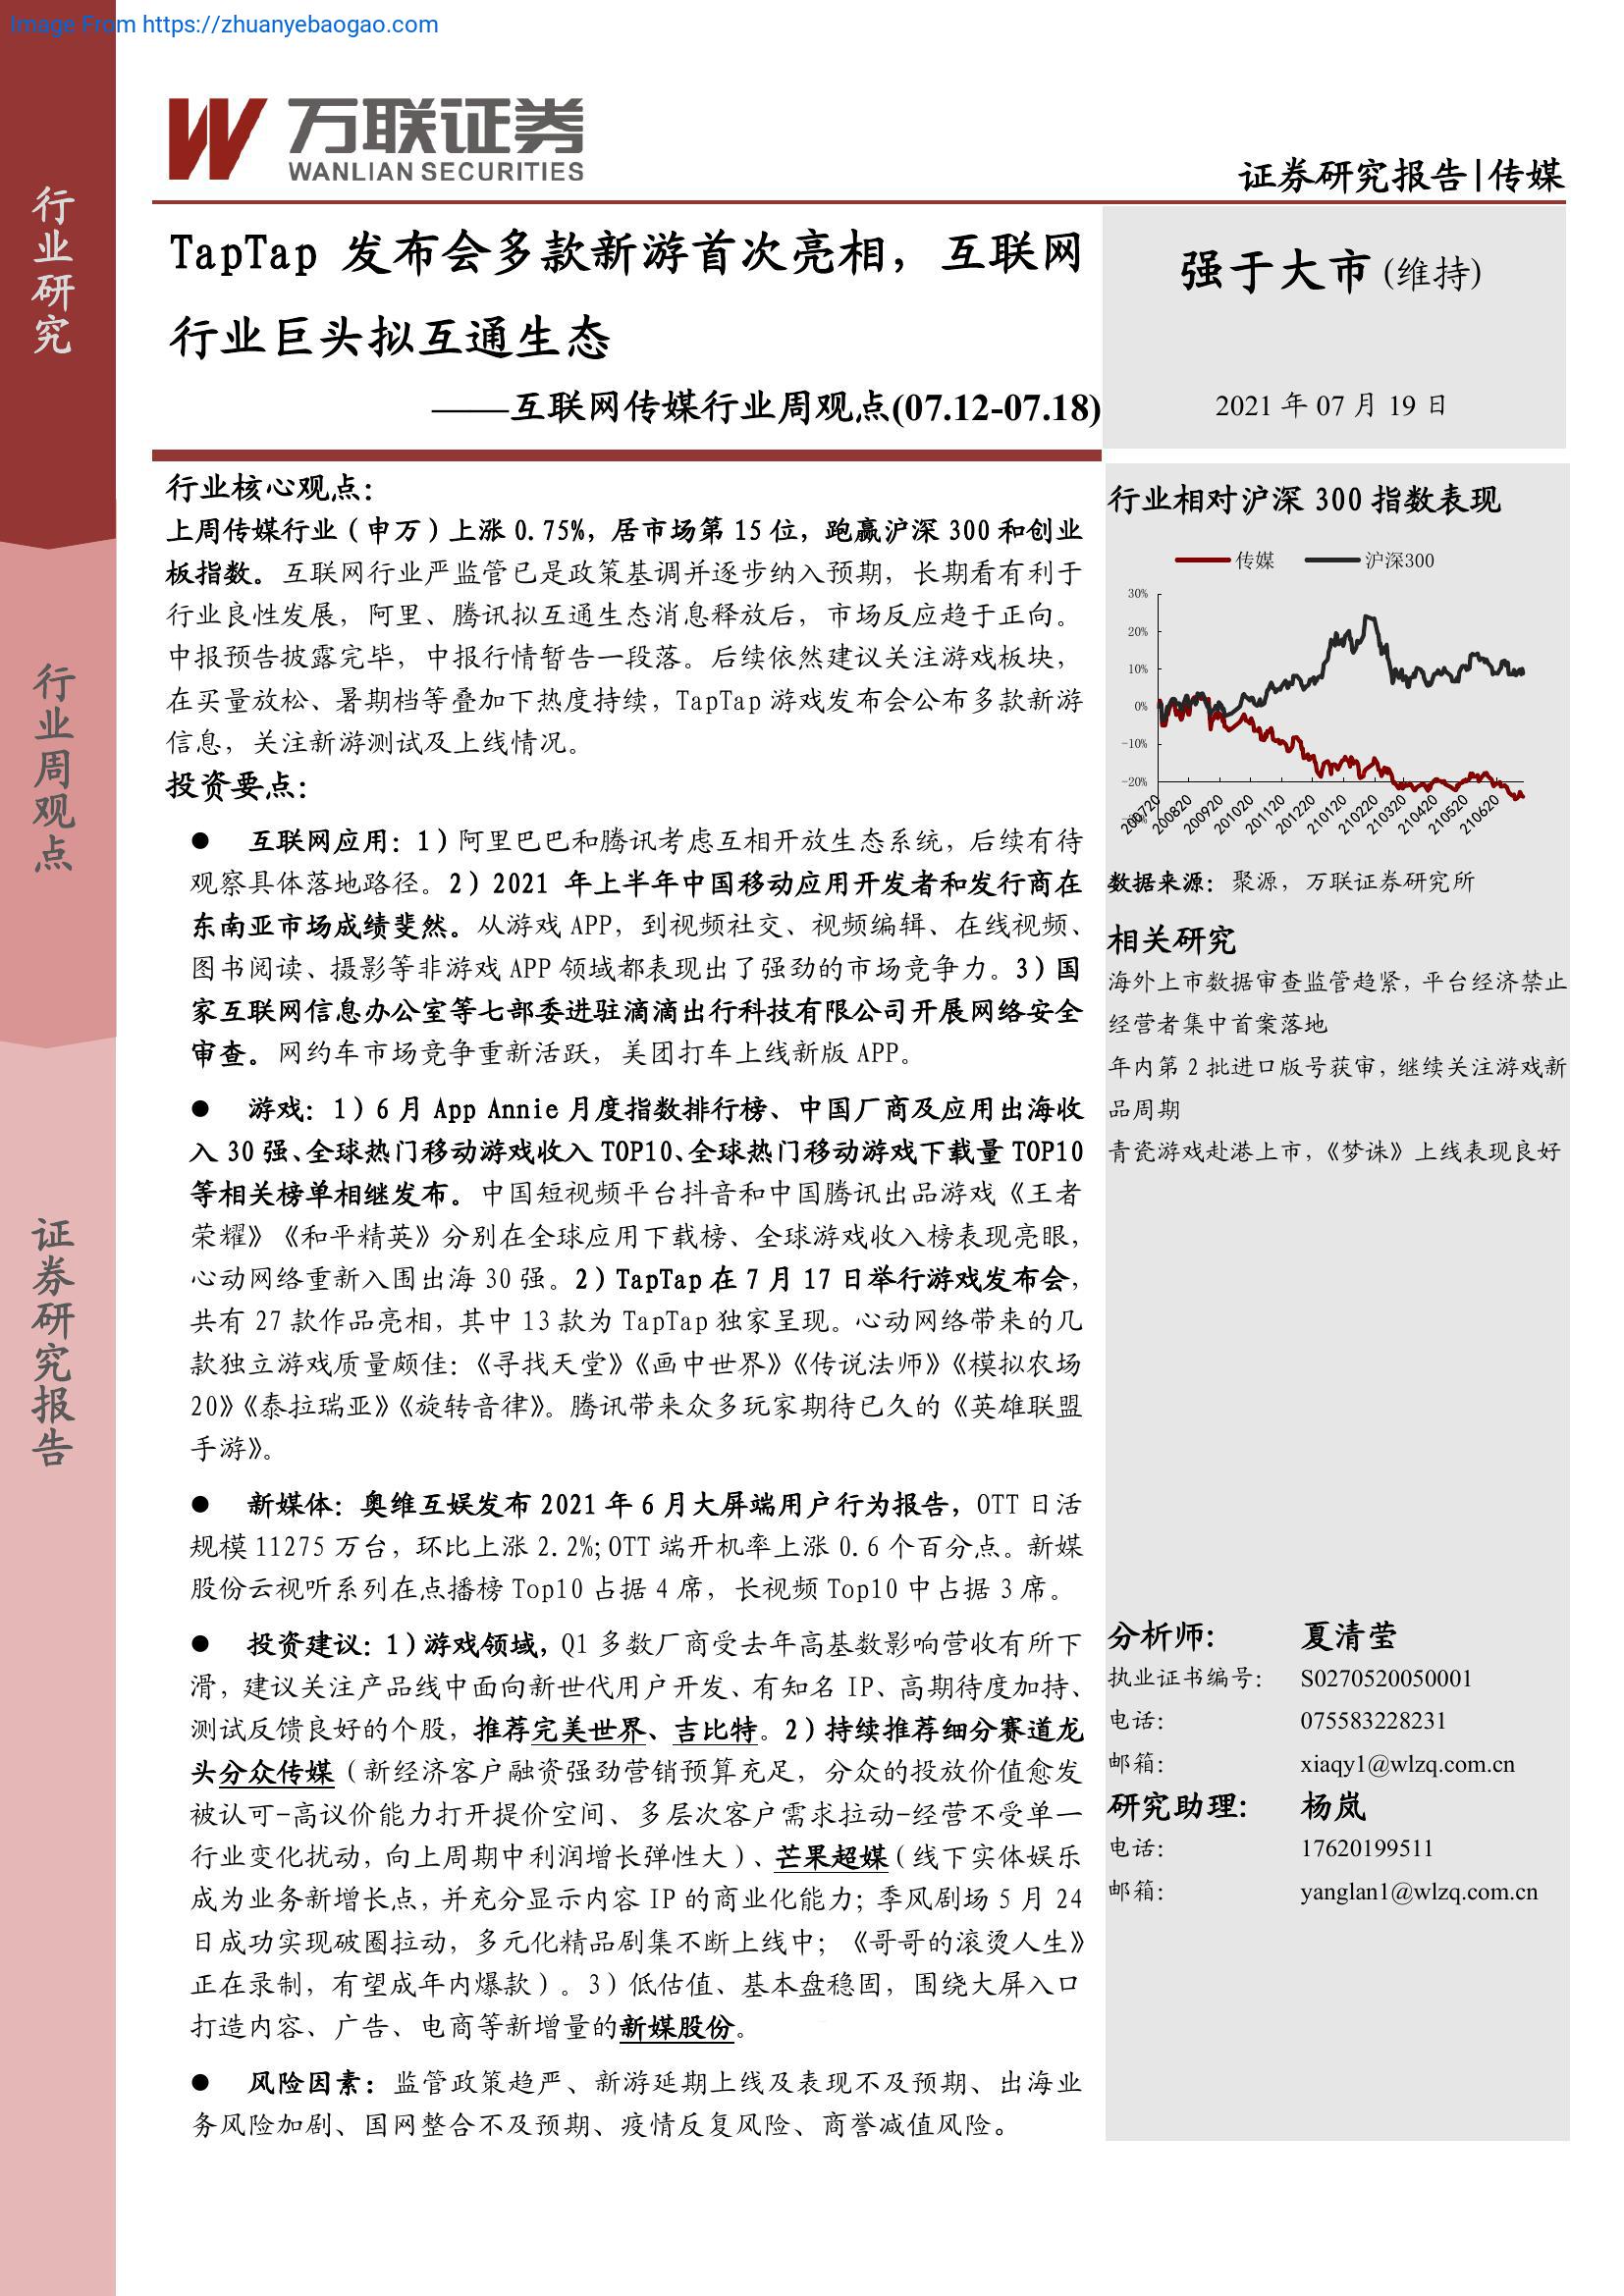 Image From https://zhuanyebaogao.com
行业研究
行业周观点
证券研究报告
万联证券
WANLIAN SECURITIES
证券研究报告|传媒
TapTap 发布会多款新游首次亮相，互联网
行业巨头拟互通生态
——互联网传媒行业周观点(07.12-07.18)
强于大市(维持)
2021 年 07 月 19 日
行业核心观点：
上周传媒行业（申万）上涨 0.75%，居市场第 15 位，跑赢沪深 300 和创业
板指数。互联网行业严监管已是政策基调并逐步纳入预期，长期看有利于
行业良性发展，阿里、腾讯拟互通生态消息释放后，市场反应趋于正向。
中报预告披露完毕，中报行情暂告一段落。后续依然建议关注游戏板块，
在买量放松、暑期档等叠加下热度持续，TapTap 游戏发布会公布多款新游
信息，关注新游测试及上线情况。
投资要点：
● 互联网应用：1）阿里巴巴和腾讯考虑互相开放生态系统，后续有待
观察具体落地路径。2）2021 年上半年中国移动应用开发者和发行商在
东南亚市场成绩斐然。从游戏 APP，到视频社交、视频编辑、在线视频、
图书阅读、摄影等非游戏 APP 领域都表现出了强劲的市场竞争力。3）国
家互联网信息办公室等七部委进驻滴滴出行科技有限公司开展网络安全
审查。网约车市场竞争重新活跃，美团打车上线新版 APP。
● 游戏：1）6 月 App Annie 月度指数排行榜、中国厂商及应用出海收
入 30 强、全球热门移动游戏收入 TOP10、全球热门移动游戏下载量 TOP10
等相关榜单相继发布。中国短视频平台抖音和中国腾讯出品游戏《王者
荣耀》《和平精英》分别在全球应用下载榜、全球游戏收入榜表现亮眼，
心动网络重新入围出海 30 强。2）TapTap 在 7 月 17 日举行游戏发布会，
共有 27 款作品亮相，其中 13 款为 TapTap 独家呈现。心动网络带来的几
款独立游戏质量颇佳：《寻找天堂》《画中世界》《传说法师》《模拟农场
20》《泰拉瑞亚》《旋转音律》。腾讯带来众多玩家期待已久的《英雄联盟
手游》。
● 新媒体：奥维互娱发布 2021 年 6 月大屏端用户行为报告，OTT 日活
规模 11275 万台，环比上涨 2.2%；OTT 端开机率上涨 0.6 个百分点。新媒
股份云视听系列在点播榜 Top10 占据 4 席，长视频 Top10 中占据 3 席。
● 投资建议：1）游戏领域，Q1 多数厂商受去年高基数影响营收有所下
滑，建议关注产品线中面向新世代用户开发、有知名 IP、高期待度加持、
测试反馈良好的个股，推荐完美世界、吉比特。2）持续推荐细分赛道龙
头分众传媒（新经济客户融资强劲营销预算充足，分众的投放价值愈发
被认可-高议价能力打开提价空间、多层次客户需求拉动-经营不受单一
行业变化扰动，向上周期中利润增长弹性大）、芒果超媒（线下实体娱乐
成为业务新增长点，并充分显示内容 IP 的商业化能力；季风剧场 5 月 24
日成功实现破圈拉动，多元化精品剧集不断上线中；《哥哥的滚烫人生》
正在录制，有望成年内爆款）。3）低估值、基本盘稳固，围绕大屏入口
打造内容、广告、电商等新增量的新媒股份。
● 风险因素：监管政策趋严、新游延期上线及表现不及预期、出海业
务风险加剧、国网整合不及预期、疫情反复风险、商誉减值风险。
行业相对沪深 300 指数表现
传媒 沪深300
30%
20%
10%
0%
-10%
-20%
200720 200820 200920 201020 201120 201220 210120 210220 210320 210420 210520 210620
数据来源：聚源，万联证券研究所
相关研究
海外上市数据审查监管趋紧，平台经济禁止
经营者集中首案落地
年内第 2 批进口版号获审，继续关注游戏新
品周期
青瓷游戏赴港上市，《梦诛》上线表现良好
分析师： 夏清莹
执业证书编号： S0270520050001
电话： 075583228231
邮箱： xiaqy1@wlzq.com.cn
研究助理： 杨岚
电话： 17620199511
邮箱： yanglan1@wlzq.com.cn